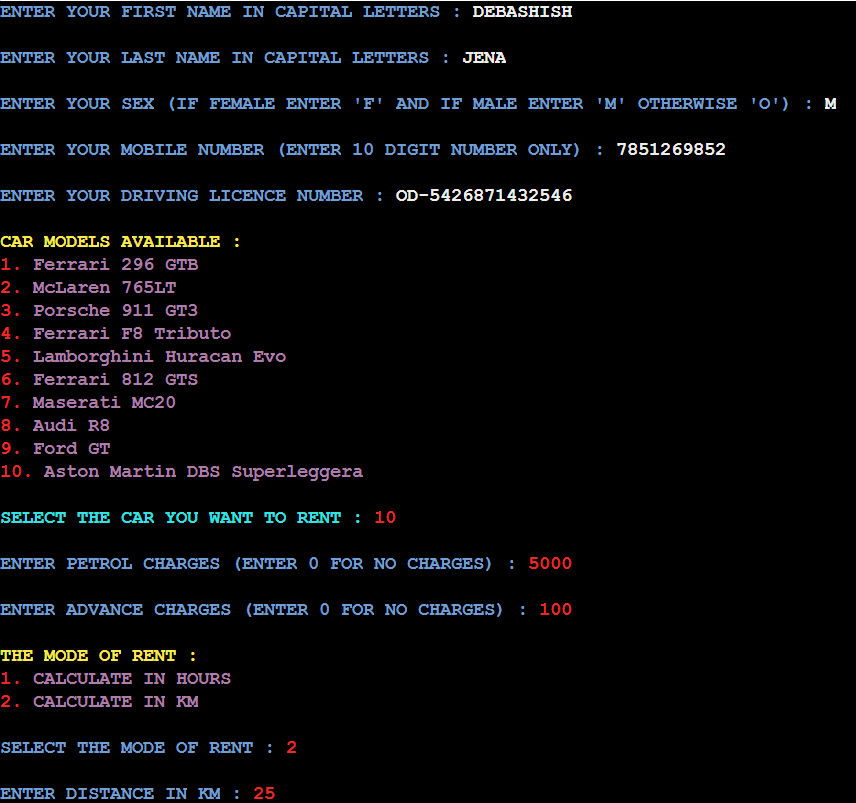 ENTER YOUR FIRST NAME IN CAPITAL LETTERS : DEBASHISH
ENTER YOUR LAST NAME IN CAPITAL LETTERS : JENA
ENTER YOUR SEX (IF FEMALE ENTER 'F' AND IF MALE ENTER 'M' OTHERWISE 'O') : M
ENTER YOUR MOBILE NUMBER (ENTER 10 DIGIT NUMBER ONLY) : 7851269852
ENTER YOUR DRIVING LICENCE NUMBER : OD-5426871432546
CAR MODELS AVAILABLE :
1. Ferrari 296 GTB
2. McLaren 765LT
3. Porsche 911 GT3
4. Ferrari F8 Tributo
5. Lamborghini Huracan Evo
6. Ferrari 812 GTS
7. Maserati MC20
8. Audi R8
9. Ford GT
10. Aston Martin DBS Superleggera
SELECT THE CAR YOU WANT TO RENT : 10
ENTER PETROL CHARGES (ENTER 0 FOR NO CHARGES) : 5000
ENTER ADVANCE CHARGES (ENTER 0 FOR NO CHARGES) : 100
THE MODE OF RENT :
1. CALCULATE IN HOURS
2. CALCULATE IN KM
SELECT THE MODE OF RENT : 2
ENTER DISTANCE IN KM : 25